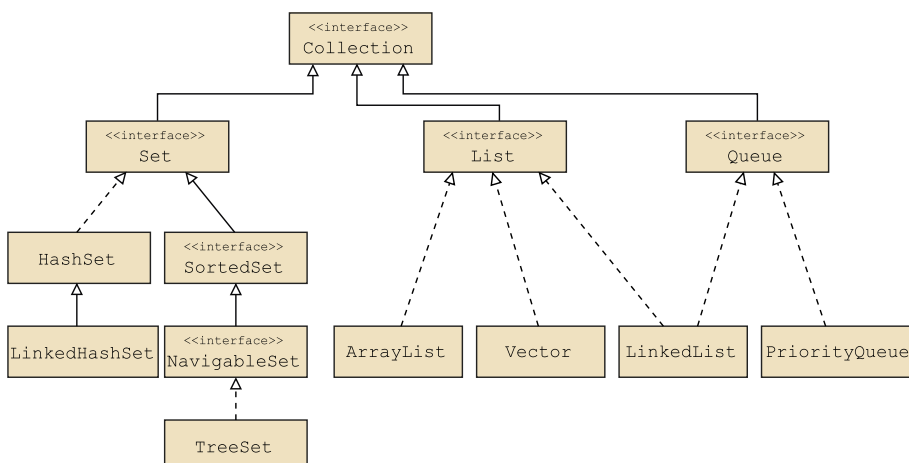 <<interface>>
Collection
<<interface>>
Set
<<interface>>
List
<<interface>>
Queue
HashSet
<<interface>>
SortedSet
LinkedHashSet
<<interface>>
NavigableSet
ArrayList
Vector
LinkedList
PriorityQueue
TreeSet